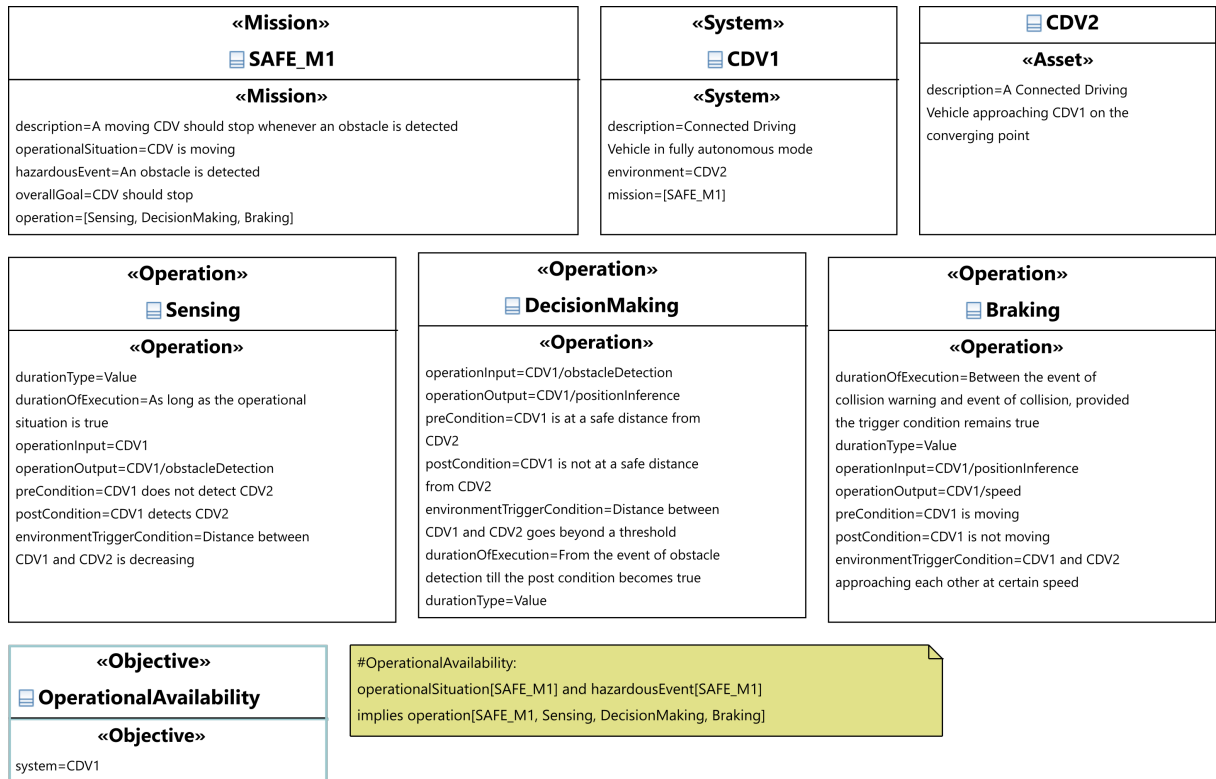 «Mission»
SAFE_M1
«Mission»
description=A moving CDV should stop whenever an obstacle is detected
operationalSituation=CDV is moving
hazardousEvent=An obstacle is detected
overallGoal=CDV should stop
operation=[Sensing, DecisionMaking, Braking]
«System»
CDV1
«System»
description=Connected Driving
Vehicle in fully autonomous mode
environment=CDV2
mission=[SAFE_M1]
CDV2
«Asset»
description=A Connected Driving
Vehicle approaching CDV1 on the
converging point
«Operation»
Sensing
«Operation»
durationType=Value
durationOfExecution=As long as the operational
situation is true
operationInput=CDV1
operationOutput=CDV1/obstacleDetection
preCondition=CDV1 does not detect CDV2
postCondition=CDV1 detects CDV2
environmentTriggerCondition=Distance between
CDV1 and CDV2 is decreasing
«Operation»
DecisionMaking
«Operation»
operationInput=CDV1/obstacleDetection
operationOutput=CDV1/positionInference
preCondition=CDV1 is at a safe distance from
CDV2
postCondition=CDV1 is not at a safe distance
from CDV2
environmentTriggerCondition=Distance between
CDV1 and CDV2 goes beyond a threshold
durationOfExecution=From the event of obstacle
detection till the post condition becomes true
durationType=Value
«Operation»
Braking
«Operation»
durationOfExecution=Between the event of
collision warning and event of collision, provided
the trigger condition remains true
durationType=Value
operationInput=CDV1/positionInference
operationOutput=CDV1/speed
preCondition=CDV1 is moving
postCondition=CDV1 is not moving
environmentTriggerCondition=CDV1 and CDV2
approaching each other at certain speed
«Objective»
OperationalAvailability
«Objective»
system=CDV1
#OperationalAvailability:
operationalSituation[SAFE_M1] and hazardousEvent[SAFE_M1]
implies operation[SAFE_M1, Sensing, DecisionMaking, Braking]